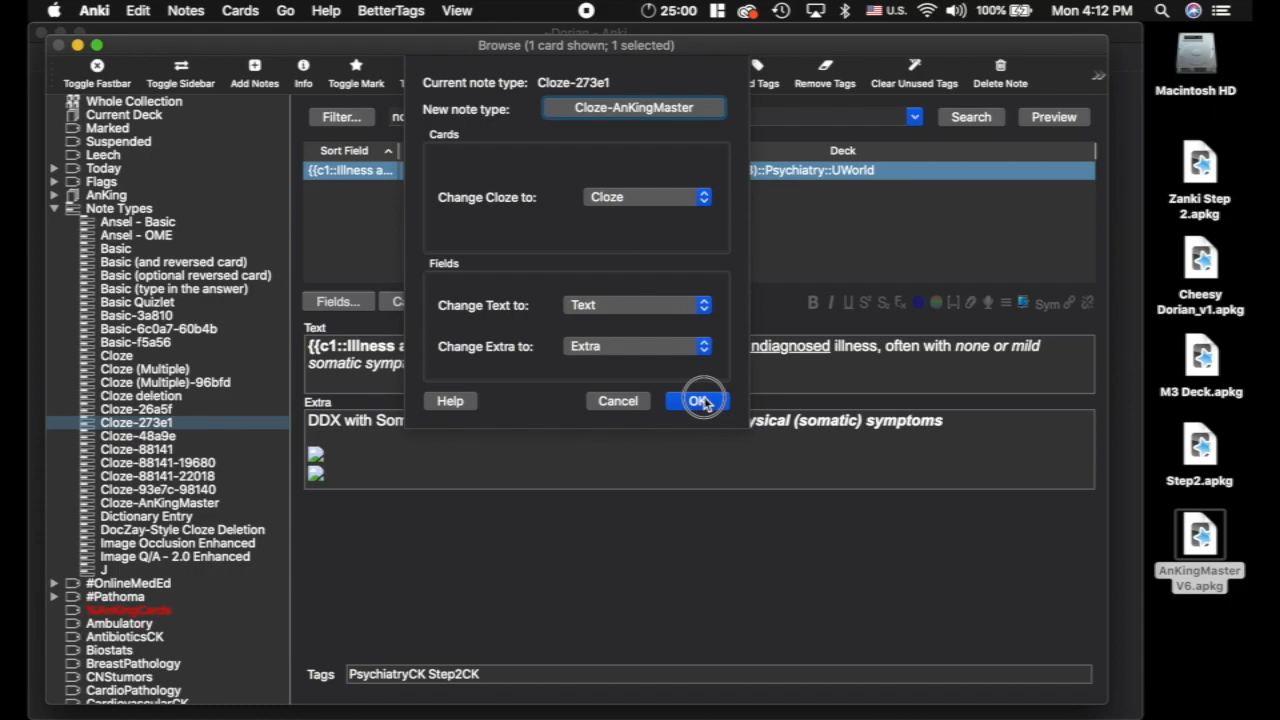 Anki Edit Notes Cards Go Help BetterTags View 25:00 U.S. 100% Mon 4:12 PM
~Dorian - Anki
Browse (1 card shown; 1 selected)
Toggle Fastbar Toggle Sidebar Add Notes Info Toggle Mark d Tags Remove Tags Clear Unused Tags Delete Note
Whole Collection
Current Deck
Marked
Suspended
Leech
Today
Flags
AnKing
Note Types
Ansel - Basic
Ansel - OME
Basic
Basic (and reversed card)
Basic (optional reversed card)
Basic (type in the answer)
Basic Quizlet
Basic-3a810
Basic-6c0a7-60b4b
Basic-f5a56
Cloze
Cloze (Multiple)
Cloze (Multiple)-96bfd
Cloze deletion
Cloze-26a5f
Cloze-273e1
Cloze-48a9e
Cloze-88141
Cloze-88141-19680
Cloze-88141-22018
Cloze-93e7c-98140
Cloze-AnKingMaster
Dictionary Entry
DocZay-Style Cloze Deletion
Image Occlusion Enhanced
Image Q/A - 2.0 Enhanced
J
#OnlineMedEd
#Pathoma
%AnKingCards
Ambulatory
AntibioticsCK
Biostats
BreastPathology
CNStumors
CardioPathology
CardiovascularCK
Filter... no Search Preview
Sort Field Deck
{{c1::Illness a... )::Psychiatry::UWorld
Current note type: Cloze-273e1
New note type: Cloze-AnKingMaster
Cards
Change Cloze to: Cloze
Fields
Change Text to: Text
Change Extra to: Extra
Help Cancel OK
Fields... C B I U Sym
Text
{{c1::Illness a ndiagnosed illness, often with none or mild
somatic symp
Extra
DDX with Som ysical (somatic) symptoms
Tags PsychiatryCK Step2CK
Macintosh HD
Zanki Step
2.apkg
Cheesy
Dorian_v1.apkg
M3 Deck.apkg
Step2.apkg
AnKingMaster
V6.apkg